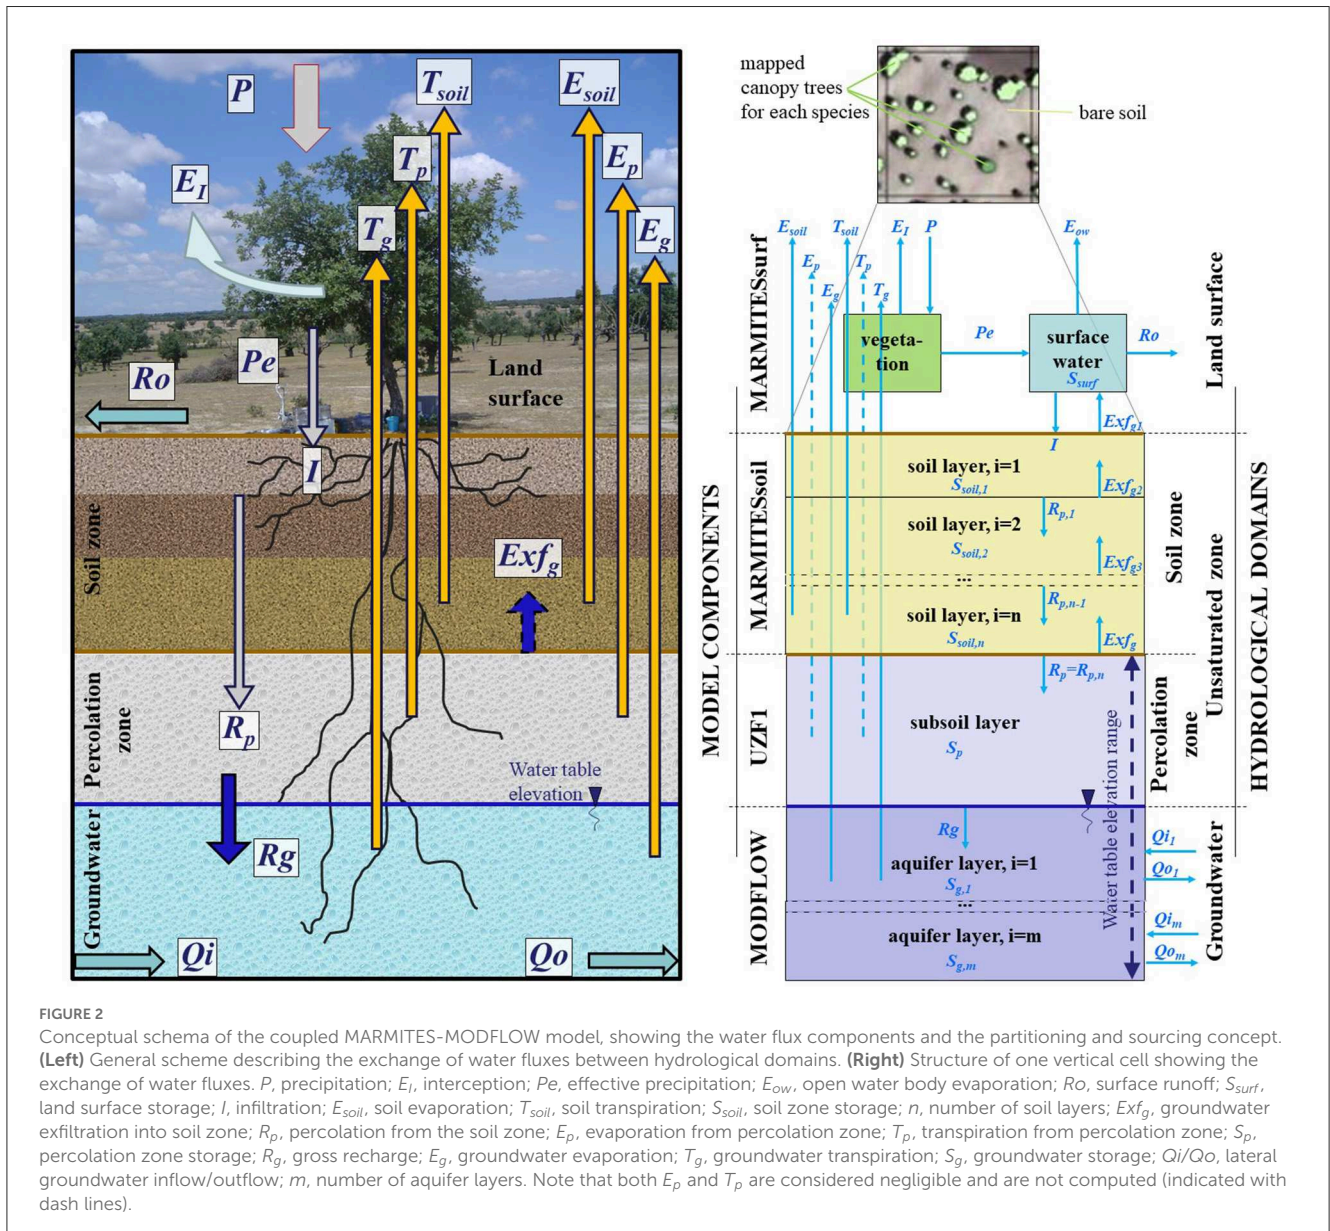 P
T_soil
E_soil
E_I
T_p
E_p
T_g
E_g
Pe
Ro
Land
surface
I
Soil zone
Exf_g
Percolation
zone
R_p
Water table
elevation
Rg
Groundwater
Qi
Qo
mapped
canopy trees
for each species
bare soil
MARMITESsurf
E_soil
T_soil
E_I
P
E_ow
E_p
T_p
E_g
T_g
vegeta-
tion
Pe
surface
water
S_surf
Ro
Land surface
I
Exf_g1
MODEL COMPONENTS
MARMITESsoil
soil layer, i=1
S_soil,1
Exf_g2
R_p,1
soil layer, i=2
S_soil,2
Exf_g3
...
R_p,n-1
soil layer, i=n
S_soil,n
Exf_g
Soil zone
Unsaturated zone
HYDROLOGICAL DOMAINS
UZF1
R_p=R_p,n
subsoil layer
S_p
Percolation
zone
Water table elevation range
MODFLOW
Rg
aquifer layer, i=1
S_g,1
...
aquifer layer, i=m
S_g,m
Qi_1
Qo_1
Qi_m
Qo_m
Groundwater
FIGURE 2
Conceptual schema of the coupled MARMITES-MODFLOW model, showing the water flux components and the partitioning and sourcing concept.
(Left) General scheme describing the exchange of water fluxes between hydrological domains. (Right) Structure of one vertical cell showing the
exchange of water fluxes. P, precipitation; E_I, interception; Pe, effective precipitation; E_ow, open water body evaporation; Ro, surface runoff; S_surf,
land surface storage; I, infiltration; E_soil, soil evaporation; T_soil, soil transpiration; S_soil, soil zone storage; n, number of soil layers; Exf_g, groundwater
exfiltration into soil zone; R_p, percolation from the soil zone; E_p, evaporation from percolation zone; T_p, transpiration from percolation zone; S_p,
percolation zone storage; R_g, gross recharge; E_g, groundwater evaporation; T_g, groundwater transpiration; S_g, groundwater storage; Qi/Qo, lateral
groundwater inflow/outflow; m, number of aquifer layers. Note that both E_p and T_p are considered negligible and are not computed (indicated with
dash lines).